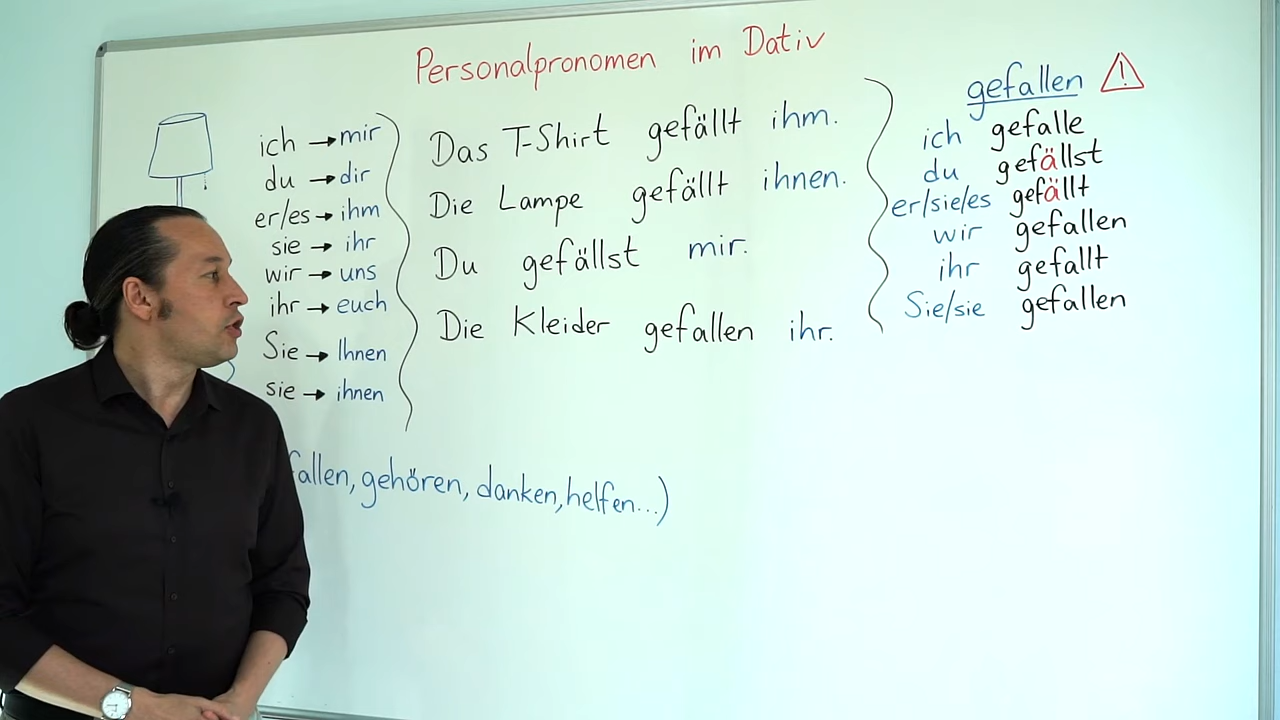 Personalpronomen im Dativ
ich → mir
du → dir
er/es → ihm
sie → ihr
wir → uns
ihr → euch
Sie → Ihnen
sie → ihnen
Das T-Shirt gefällt ihm.
Die Lampe gefällt ihnen.
Du gefällst mir.
Die Kleider gefallen ihr.
gefallen
ich gefalle
du gefällst
er/sie/es gefällt
wir gefallen
ihr gefallt
Sie/sie gefallen
fallen, gehören, danken, helfen...)